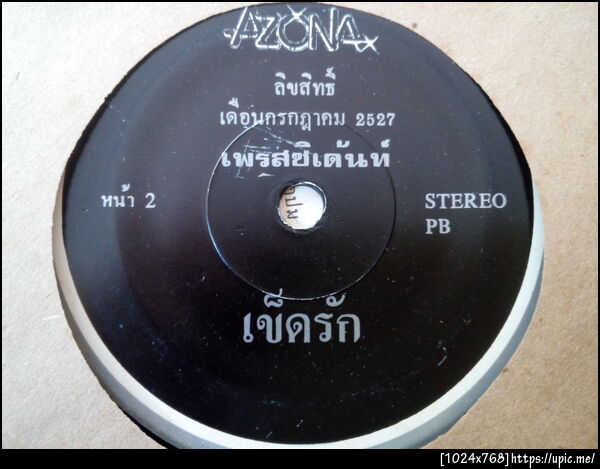 AZONA
ลิขสิทธิ์
เดือนกรกฎาคม 2527
เพรสซิเด้นท์
หน้า 2
STEREO
PB
เข็ดรัก
[1024x768]https://upic.me/